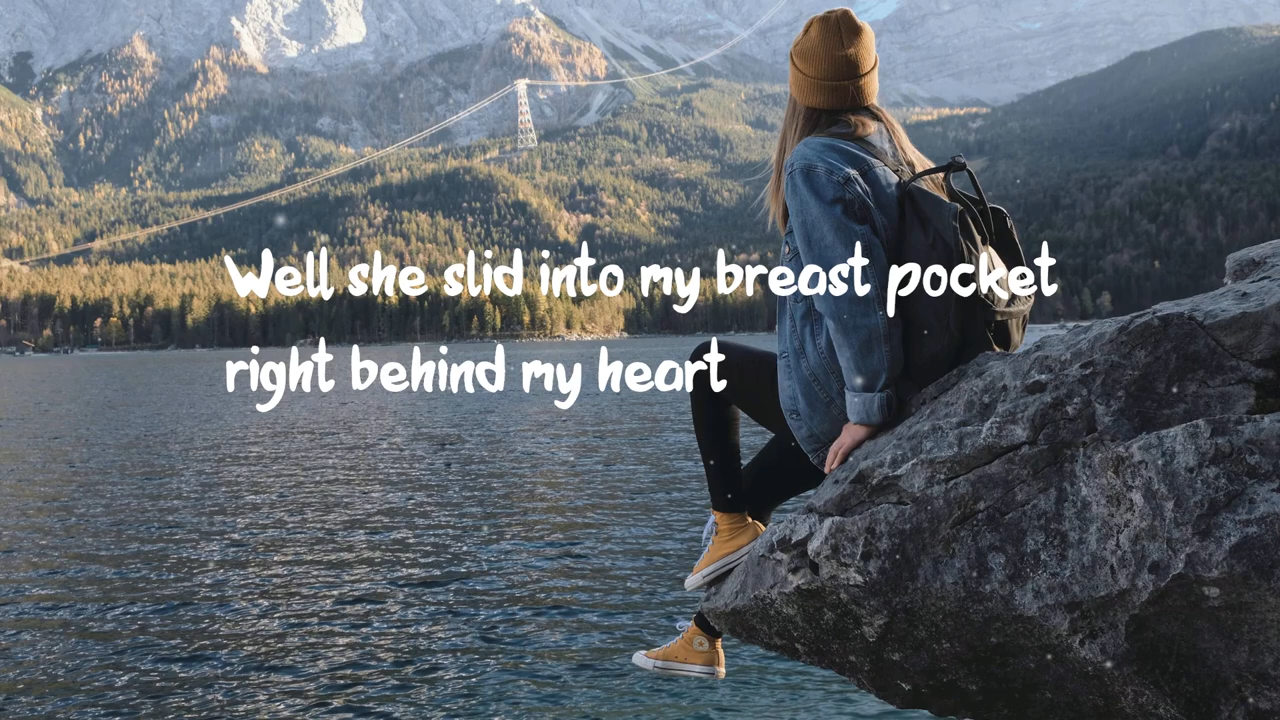 Well she slid into my breast pocket
right behind my heart